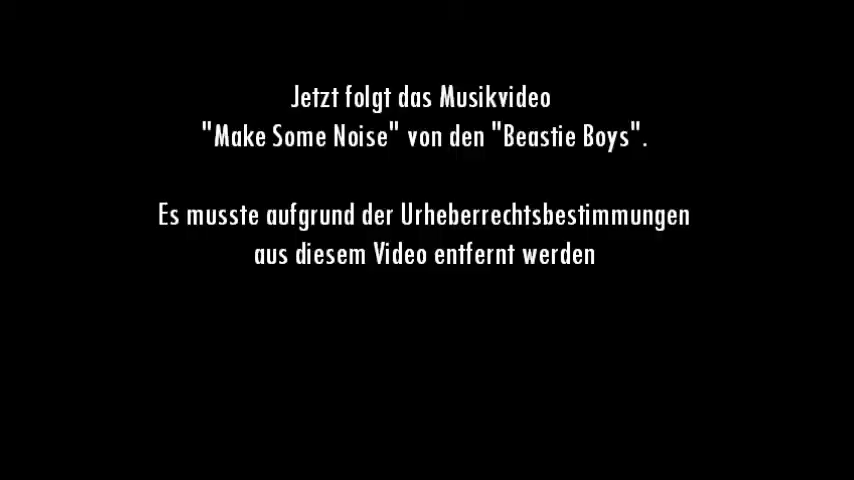 Jetzt folgt das Musikvideo
"Make Some Noise" von den "Beastie Boys".
Es musste aufgrund der Urheberrechtsbestimmungen
aus diesem Video entfernt werden